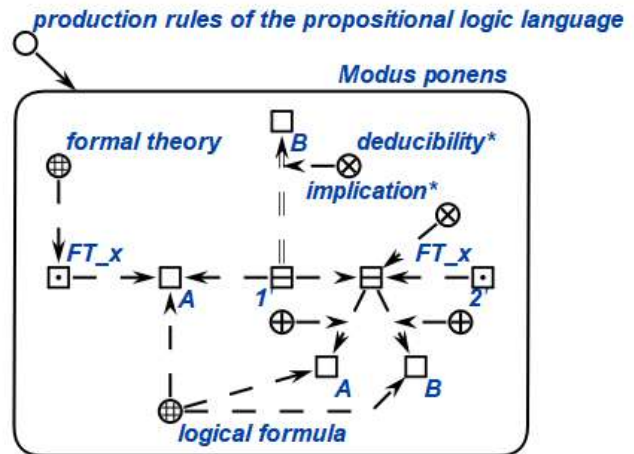 production rules of the propositional logic language
Modus ponens
formal theory
B
deducibility*
implication*
FT_x
FT_x
A
1'
2'
A
B
logical formula